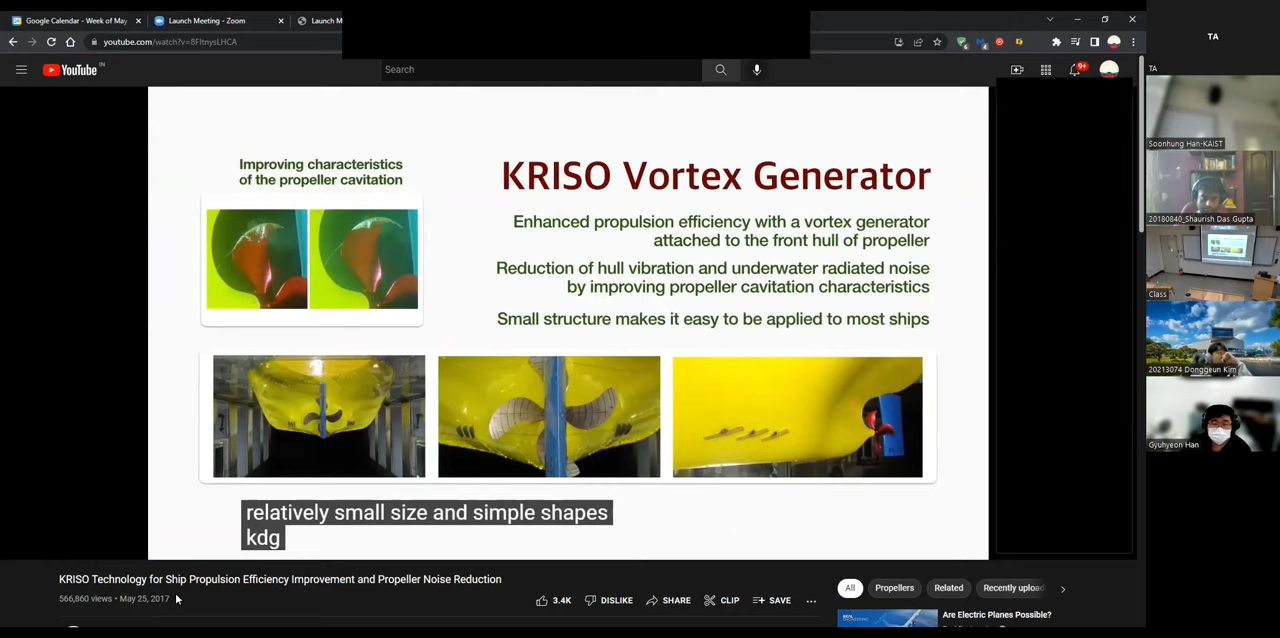 Google Calendar - Week of May
Launch Meeting - Zoom
Launch M
youtube.com/watch?v=8FItnysLHCA
YouTube IN
Search
9+
TA
TA
Soonhung Han-KAIST
20180840_Shaurish Das Gupta
Class
20213074 Donggeun Kim
Gyuhyeon Han
Improving characteristics
of the propeller cavitation
KRISO Vortex Generator
Enhanced propulsion efficiency with a vortex generator
attached to the front hull of propeller
Reduction of hull vibration and underwater radiated noise
by improving propeller cavitation characteristics
Small structure makes it easy to be applied to most ships
relatively small size and simple shapes
kdg
KRISO Technology for Ship Propulsion Efficiency Improvement and Propeller Noise Reduction
566,860 views • May 25, 2017
3.4K
DISLIKE
SHARE
CLIP
SAVE
All
Propellers
Related
Recently upload
Are Electric Planes Possible?